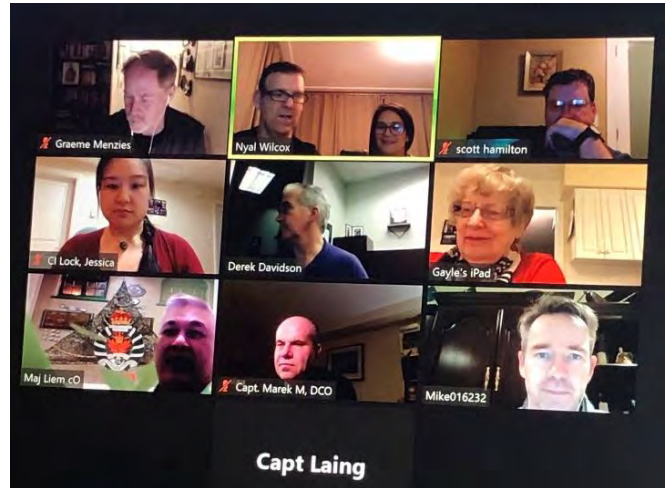 Graeme Menzies
Nyal Wilcox
scott hamilton
CI Lock, Jessica
Derek Davidson
Gayle's iPad
Maj Liem cO
Capt. Marek M, DCO
Mike016232
Capt Laing